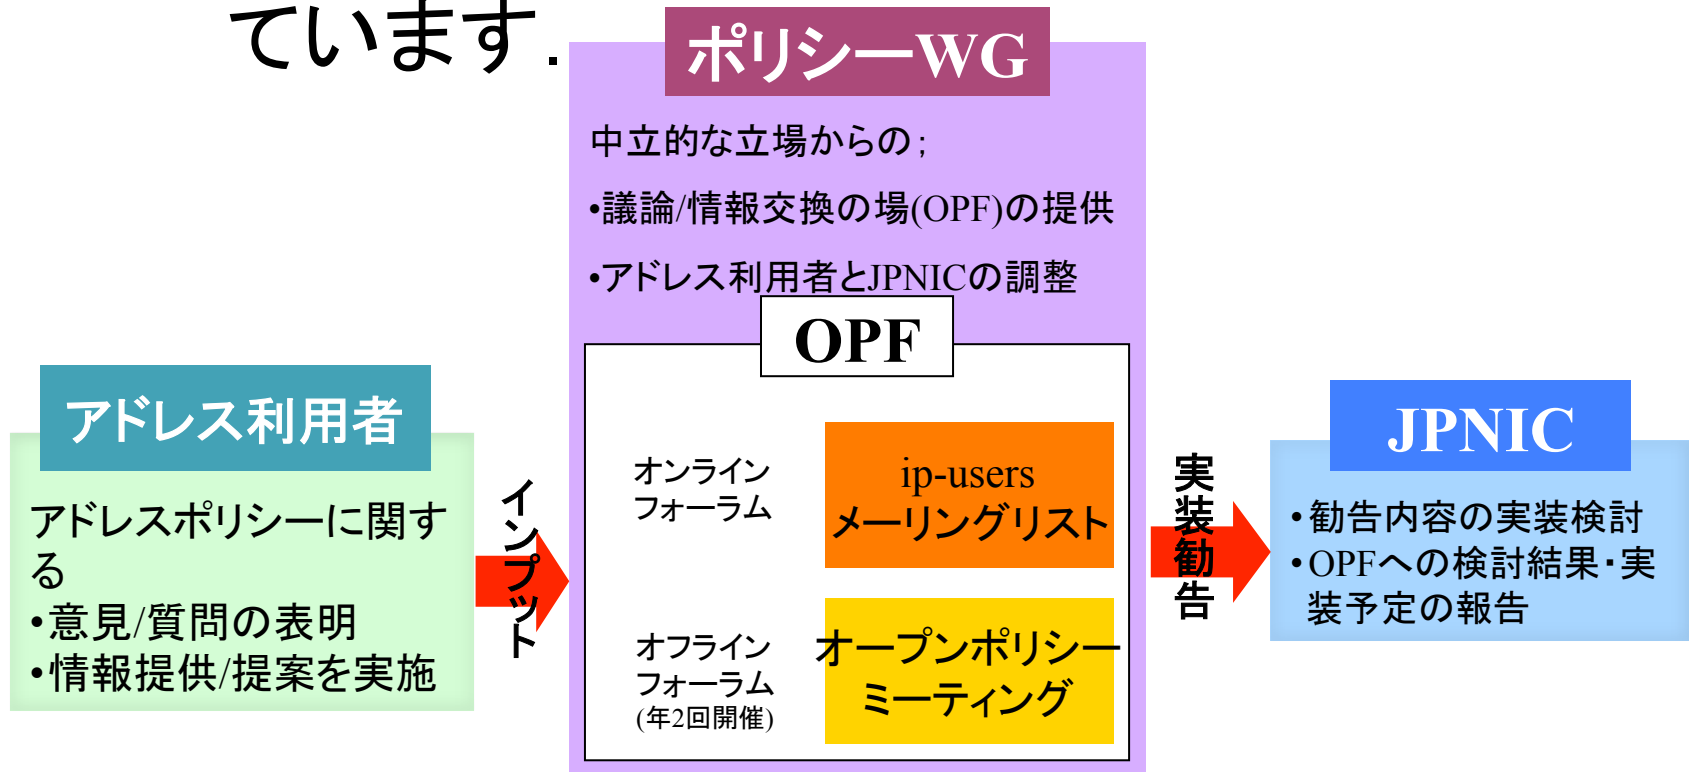 ています.
ポリシーWG
中立的な立場からの;
•議論/情報交換の場(OPF)の提供
•アドレス利用者とJPNICの調整
OPF
オンライン
フォーラム
ip-users
メーリングリスト
オフライン
フォーラム
(年2回開催)
オープンポリシー
ミーティング
アドレス利用者
アドレスポリシーに関す
る
•意見/質問の表明
•情報提供/提案を実施
インプット
実装勧告
JPNIC
•勧告内容の実装検討
•OPFへの検討結果・実
装予定の報告